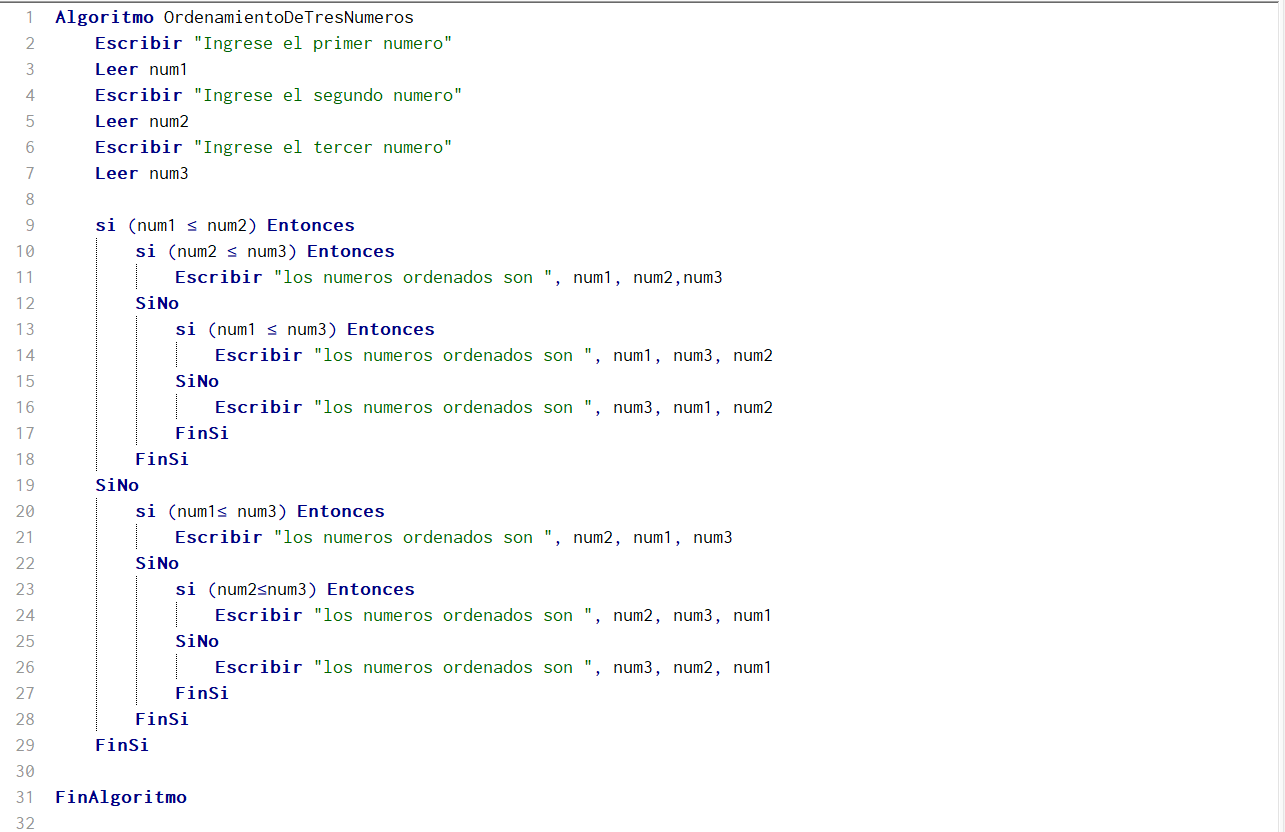 1 Algoritmo OrdenamientoDeTresNumeros
2 Escribir "Ingrese el primer numero"
3 Leer num1
4 Escribir "Ingrese el segundo numero"
5 Leer num2
6 Escribir "Ingrese el tercer numero"
7 Leer num3
8
9 si (num1 ≤ num2) Entonces
10 si (num2 ≤ num3) Entonces
11 Escribir "los numeros ordenados son ", num1, num2,num3
12 SiNo
13 si (num1 ≤ num3) Entonces
14 Escribir "los numeros ordenados son ", num1, num3, num2
15 SiNo
16 Escribir "los numeros ordenados son ", num3, num1, num2
17 FinSi
18 FinSi
19 SiNo
20 si (num1≤ num3) Entonces
21 Escribir "los numeros ordenados son ", num2, num1, num3
22 SiNo
23 si (num2≤num3) Entonces
24 Escribir "los numeros ordenados son ", num2, num3, num1
25 SiNo
26 Escribir "los numeros ordenados son ", num3, num2, num1
27 FinSi
28 FinSi
29 FinSi
30
31 FinAlgoritmo
32